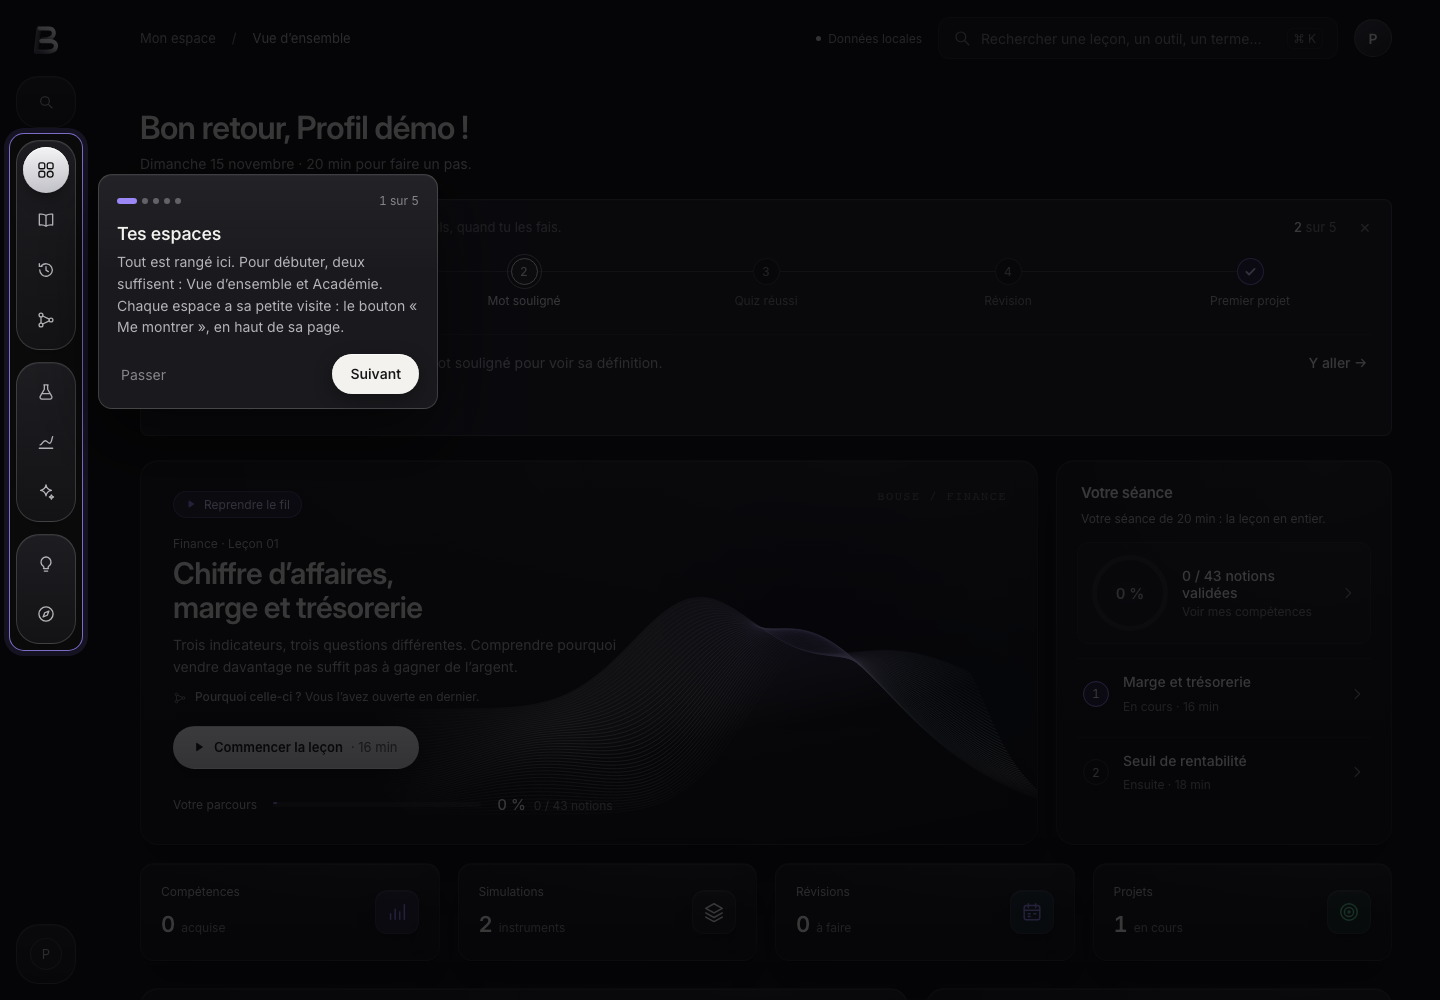 Mon espace / Vue d’ensemble
Données locales
Rechercher une leçon, un outil, un terme...
⌘ K
P
Bon retour, Profil démo !
Dimanche 15 novembre · 20 min pour faire un pas.
1 sur 5
Tes espaces
Tout est rangé ici. Pour débuter, deux
suffisent : Vue d’ensemble et Académie.
Chaque espace a sa petite visite : le bouton «
Me montrer », en haut de sa page.
Passer
Suivant
, quand tu les fais.
2 sur 5
2
3
4
Mot souligné
Quiz réussi
Révision
Premier projet
souligné pour voir sa définition.
Y aller →
Reprendre le fil
BOUSE / FINANCE
Finance · Leçon 01
Chiffre d’affaires,
marge et trésorerie
Trois indicateurs, trois questions différentes. Comprendre pourquoi
vendre davantage ne suffit pas à gagner de l’argent.
Pourquoi celle-ci ? Vous l’avez ouverte en dernier.
Commencer la leçon · 16 min
Votre parcours
0 % 0 / 43 notions
Votre séance
Votre séance de 20 min : la leçon en entier.
0 %
0 / 43 notions
validées
Voir mes compétences
1
Marge et trésorerie
En cours · 16 min
2
Seuil de rentabilité
Ensuite · 18 min
Compétences
0 acquise
Simulations
2 instruments
Révisions
0 à faire
Projets
1 en cours
P